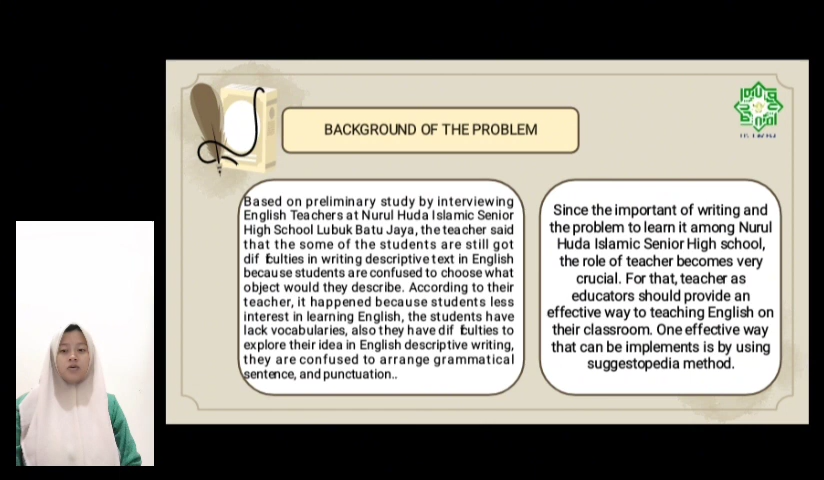 BACKGROUND OF THE PROBLEM
Based on preliminary study by interviewing
English Teachers at Nurul Huda Islamic Senior
High School Lubuk Batu Jaya, the teacher said
that the some of the students are still got
dif culties in writing descriptive text in English
because students are confused to choose what
object would they describe. According to their
teacher, it happened because students less
interest in learning English, the students have
lack vocabularies, also they have dif culties to
explore their idea in English descriptive writing,
they are confused to arrange grammatical
sentence, and punctuation..
Since the important of writing and
the problem to learn it among Nurul
Huda Islamic Senior High school,
the role of teacher becomes very
crucial. For that, teacher as
educators should provide an
effective way to teaching English on
their classroom. One effective way
that can be implements is by using
suggestopedia method.